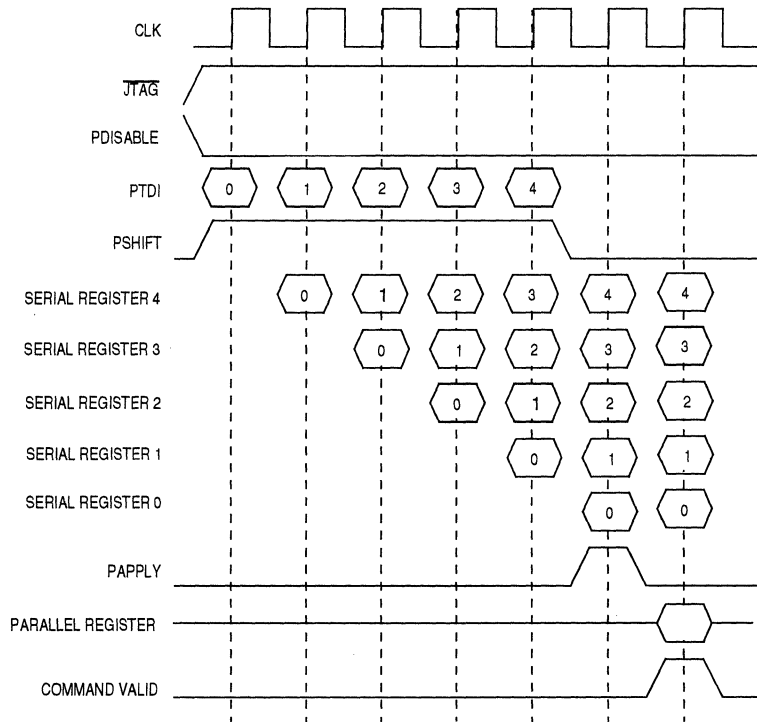 CLK
JTAG
PDISABLE
PTDI 0 1 2 3 4
PSHIFT
SERIAL REGISTER 4 0 1 2 3 4 4
SERIAL REGISTER 3 0 1 2 3 3
SERIAL REGISTER 2 0 1 2 2
SERIAL REGISTER 1 0 1 1
SERIAL REGISTER 0 0 0
PAPPLY
PARALLEL REGISTER
COMMAND VALID